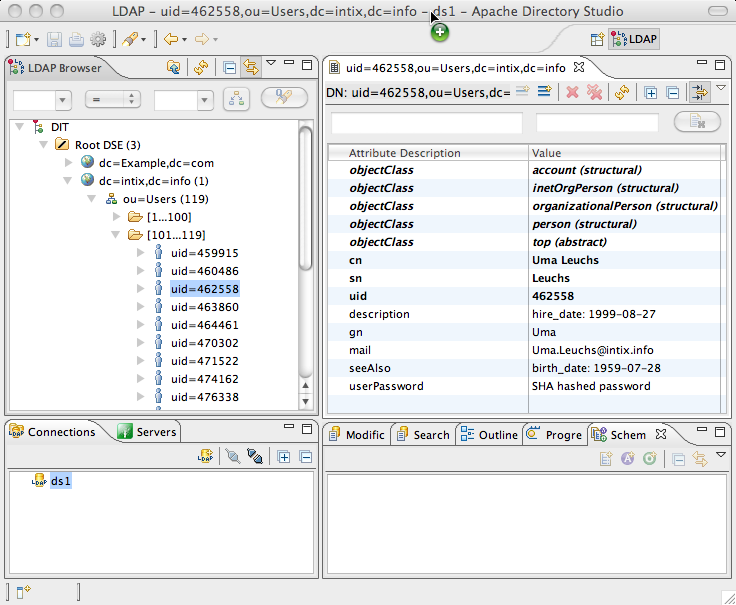 LDAP – uid=462558,ou=Users,dc=intix,dc=info – ds1 – Apache Directory Studio
LDAP
LDAP Browser
=
DIT
Root DSE (3)
dc=Example,dc=com
dc=intix,dc=info (1)
ou=Users (119)
[1...100]
[101...119]
uid=459915
uid=460486
uid=462558
uid=463860
uid=464461
uid=470302
uid=471522
uid=474162
uid=476338
uid=462558,ou=Users,dc=intix,dc=info
DN: uid=462558,ou=Users,dc=
Attribute Description Value
objectClass account (structural)
objectClass inetOrgPerson (structural)
objectClass organizationalPerson (structural)
objectClass person (structural)
objectClass top (abstract)
cn Uma Leuchs
sn Leuchs
uid 462558
description hire_date: 1999-08-27
gn Uma
mail Uma.Leuchs@intix.info
seeAlso birth_date: 1959-07-28
userPassword SHA hashed password
Connections Servers
LDAP
LDAP ds1
Modific Search Outline Progre Schem